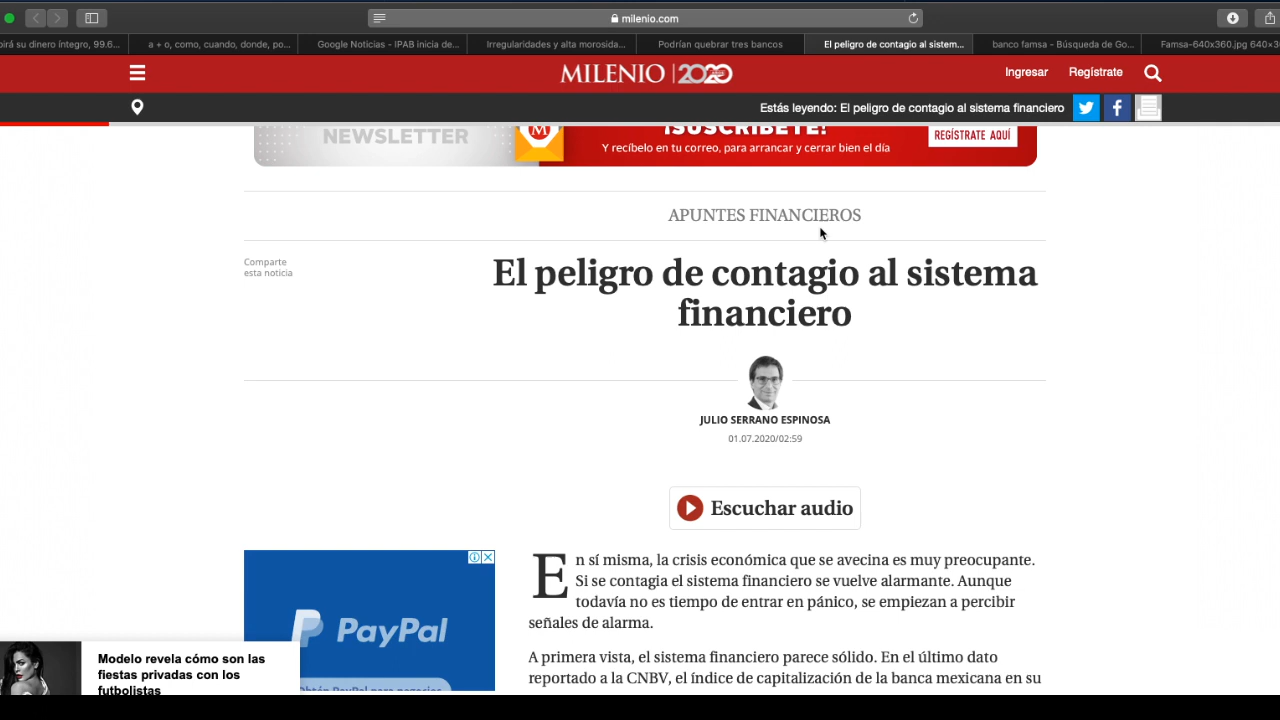 milenio.com
birá su dinero íntegro, 99.6...
a + o, como, cuando, donde, po...
Google Noticias - IPAB inicia de...
Irregularidades y alta morosida...
Podrían quebrar tres bancos
El peligro de contagio al sistem...
banco famsa - Búsqueda de Go...
Famsa-640x360.jpg 640×3
MILENIO 2020
Ingresar
Regístrate
Estás leyendo: El peligro de contagio al sistema financiero
NEWSLETTER
M
¡SUSCRÍBETE!
Y recíbelo en tu correo, para arrancar y cerrar bien el día
REGÍSTRATE AQUÍ
APUNTES FINANCIEROS
Comparte
esta noticia
El peligro de contagio al sistema
financiero
JULIO SERRANO ESPINOSA
01.07.2020/02:59
Escuchar audio
En sí misma, la crisis económica que se avecina es muy preocupante.
Si se contagia el sistema financiero se vuelve alarmante. Aunque
todavía no es tiempo de entrar en pánico, se empiezan a percibir
señales de alarma.
A primera vista, el sistema financiero parece sólido. En el último dato
reportado a la CNBV, el índice de capitalización de la banca mexicana en su
PayPal
Obtén PayPal para negocios
Modelo revela cómo son las
fiestas privadas con los
futbolistas